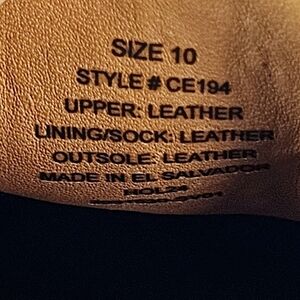 SIZE 10
STYLE # CE194
UPPER: LEATHER
LINING/SOCK: LEATHER
OUTSOLE: LEATHER
MADE IN EL SALVADOR